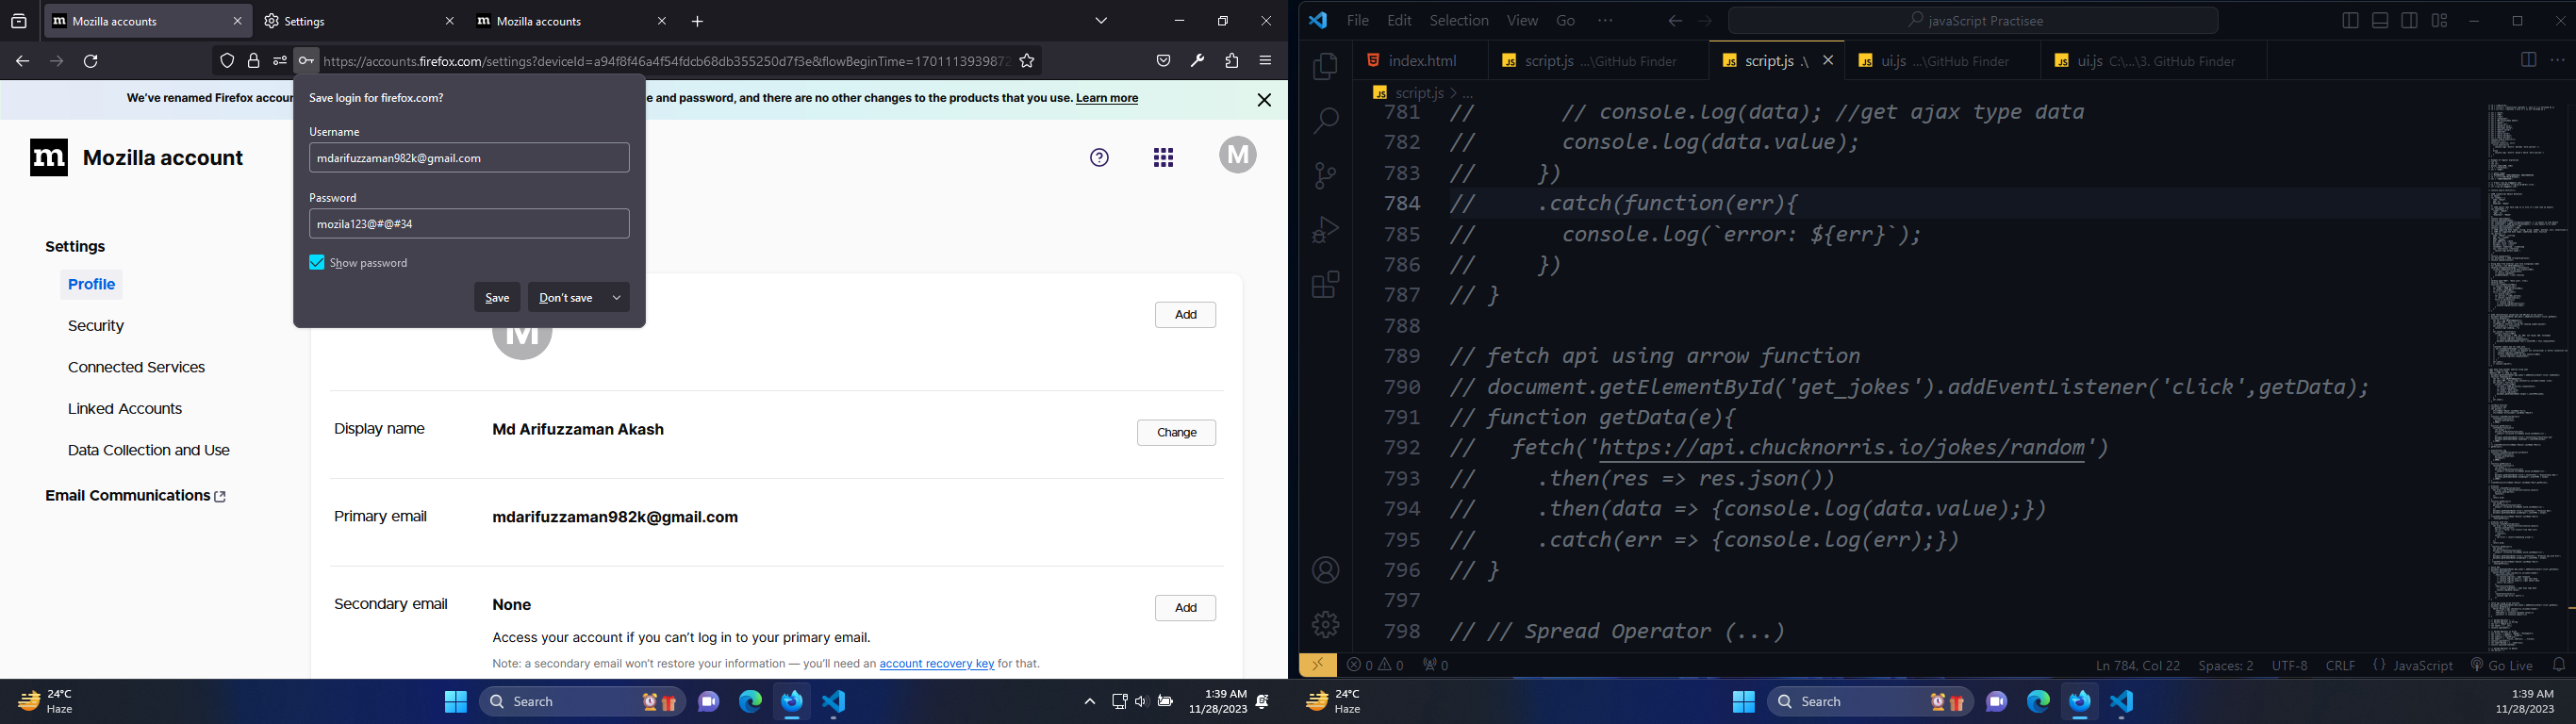 Mozilla accounts
Settings
Mozilla accounts
https://accounts.firefox.com/settings?deviceId=a94f8f46a4f54fdcb68db355250d7f3e&flowBeginTime=1701113939872
We've renamed Firefox accoun
e and password, and there are no other changes to the products that you use. Learn more
Save login for firefox.com?
Username
mdarifuzzaman982k@gmail.com
Password
mozila123@#@#34
Show password
Save
Don't save
m
Mozilla account
M
Settings
Profile
Security
Connected Services
Linked Accounts
Data Collection and Use
Email Communications
M
Add
Display name
Md Arifuzzaman Akash
Change
Primary email
mdarifuzzaman982k@gmail.com
Secondary email
None
Add
Access your account if you can't log in to your primary email.
Note: a secondary email won't restore your information — you'll need an account recovery key for that.
24°C
Haze
Search
1:39 AM
11/28/2023
File Edit Selection View Go ···
javaScript Practisee
index.html
script.js ...\GitHub Finder
script.js .\
ui.js ...\GitHub Finder
ui.js C:\...\3. GitHub Finder
script.js > ...
781 // // console.log(data); //get ajax type data
782 // console.log(data.value);
783 // })
784 // .catch(function(err){
785 // console.log(`error: ${err}`);
786 // })
787 // }
788
789 // fetch api using arrow function
790 // document.getElementById('get_jokes').addEventListener('click',getData);
791 // function getData(e){
792 // fetch('https://api.chucknorris.io/jokes/random')
793 // .then(res => res.json())
794 // .then(data => {console.log(data.value);})
795 // .catch(err => {console.log(err);})
796 // }
797
798 // // Spread Operator (...)
0 0 0
Ln 784, Col 22
Spaces: 2
UTF-8
CRLF
{} JavaScript
Go Live
24°C
Haze
Search
1:39 AM
11/28/2023